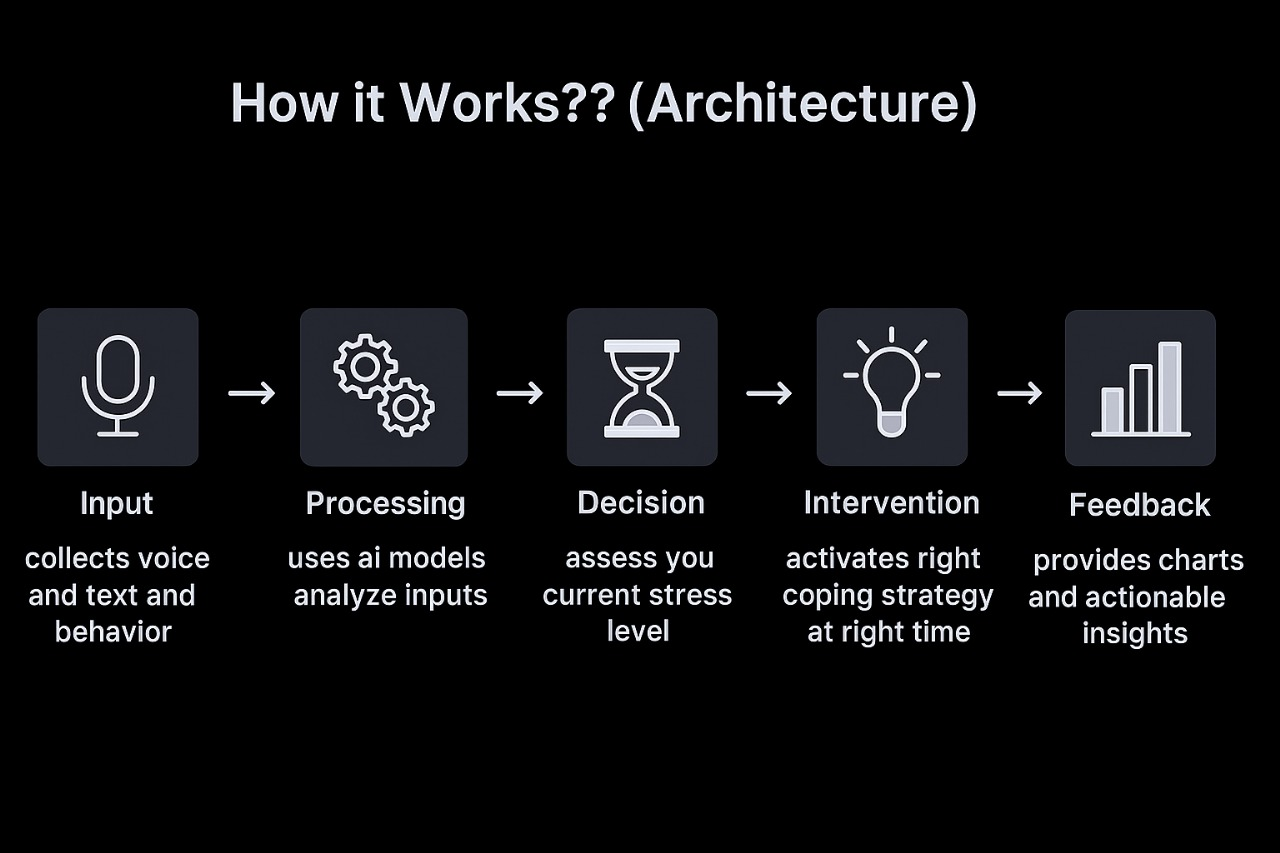 How it Works?? (Architecture)
Input
collects voice
and text and
behavior
Processing
uses ai models
analyze inputs
Decision
assess you
current stress
level
Intervention
activates right
coping strategy
at right time
Feedback
provides charts
and actionable
insights